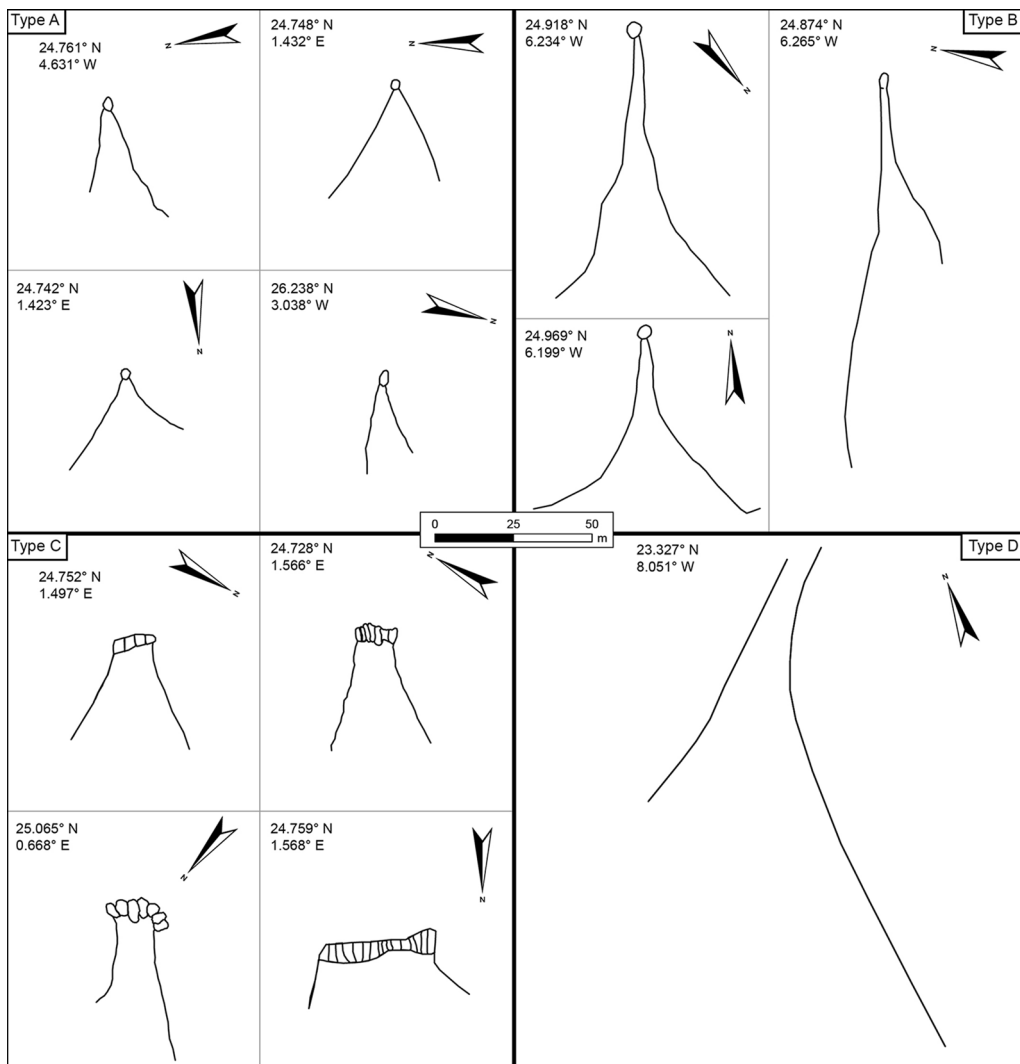 Type A
24.761° N
4.631° W
N
24.748° N
1.432° E
N
24.742° N
1.423° E
N
26.238° N
3.038° W
N
Type B
24.918° N
6.234° W
N
24.874° N
6.265° W
N
24.969° N
6.199° W
N
0 25 50
m
Type C
24.752° N
1.497° E
N
24.728° N
1.566° E
N
25.065° N
0.668° E
N
24.759° N
1.568° E
N
Type D
23.327° N
8.051° W
N